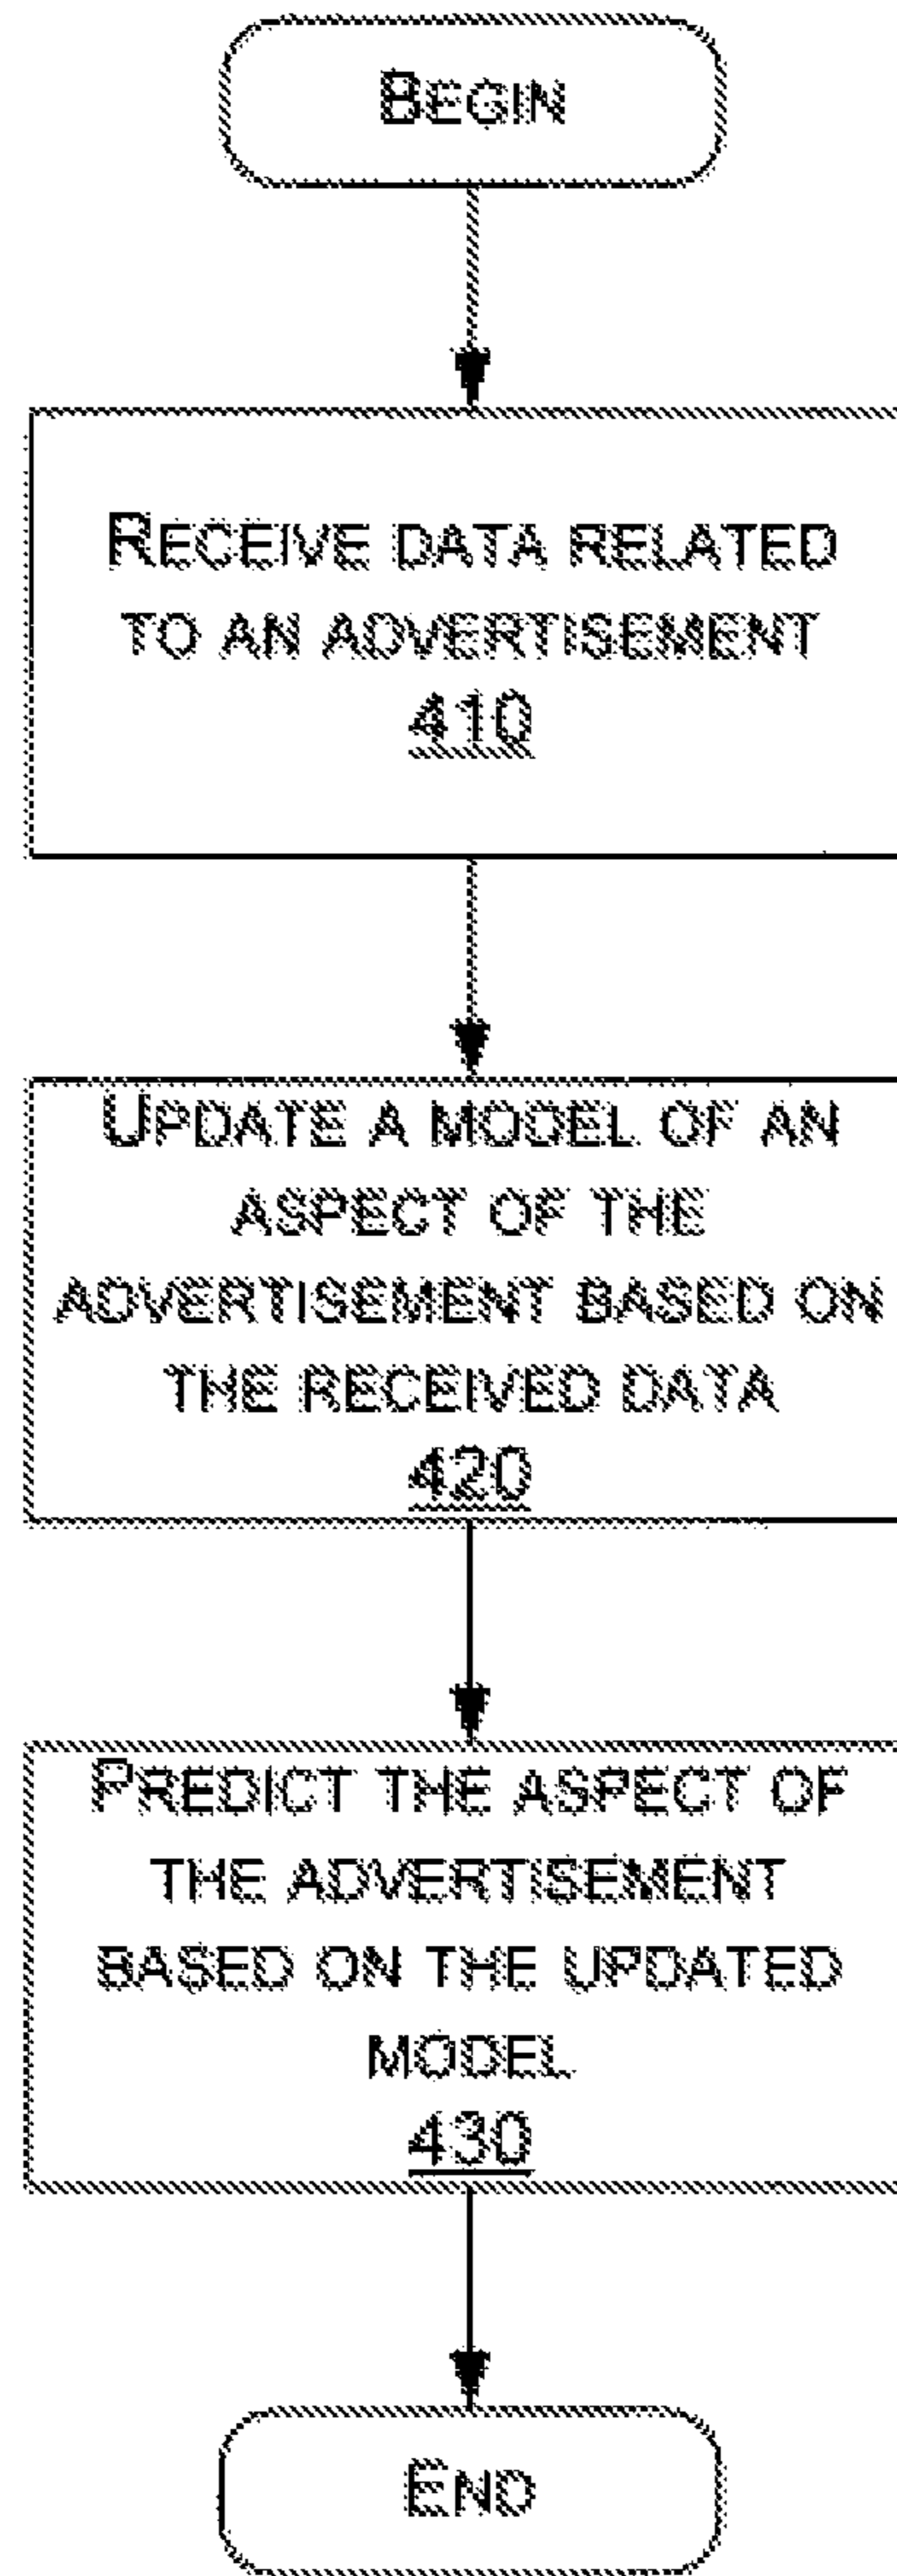 BEGIN
RECEIVE DATA RELATED
TO AN ADVERTISEMENT
410
UPDATE A MODEL OF AN
ASPECT OF THE
ADVERTISEMENT BASED ON
THE RECEIVED DATA
420
PREDICT THE ASPECT OF
THE ADVERTISEMENT
BASED ON THE UPDATED
MODEL
430
END